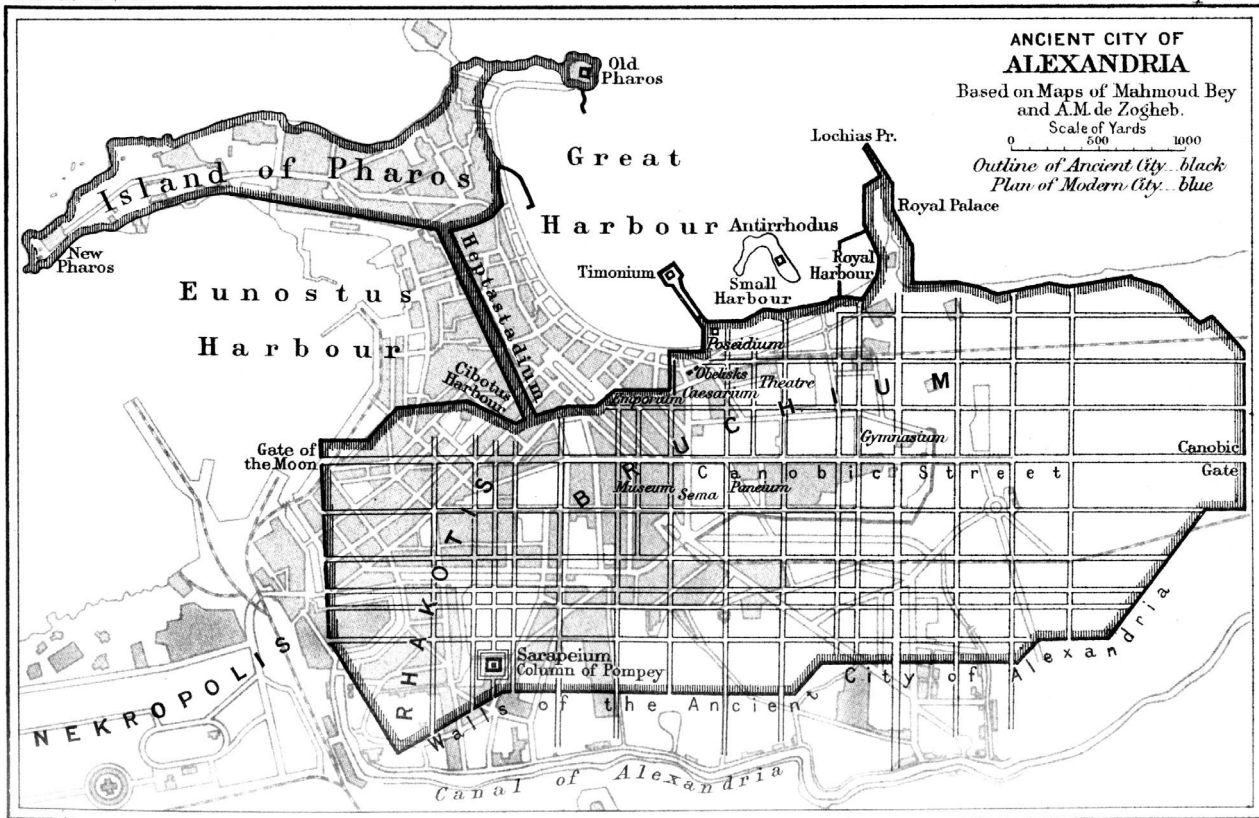 ANCIENT CITY OF
ALEXANDRIA
Based on Maps of Mahmoud Bey
and A.M. de Zogheb.
Scale of Yards
0 500 1000
Outline of Ancient City...black
Plan of Modern City...blue
Old
Pharos
Lochias Pr.
Great
Harbour
Island of Pharos
Royal Palace
Antirrhodus
New
Pharos
Heptastadium
Timonium
Royal
Harbour
Small
Harbour
Eunostus
Harbour
Poseidium
Obelisks
Theatre
Cibotus
Harbour
Emporium
Caesarium
BRUCHIUM
Gymnasium
Gate of
the Moon
Canobic
Gate
Canobic Street
Museum
Sema
Paneium
RHAKOTIS
NEKROPOLIS
Sarapeium
Column of Pompey
Walls of the Ancient City of Alexandria
Canal of Alexandria